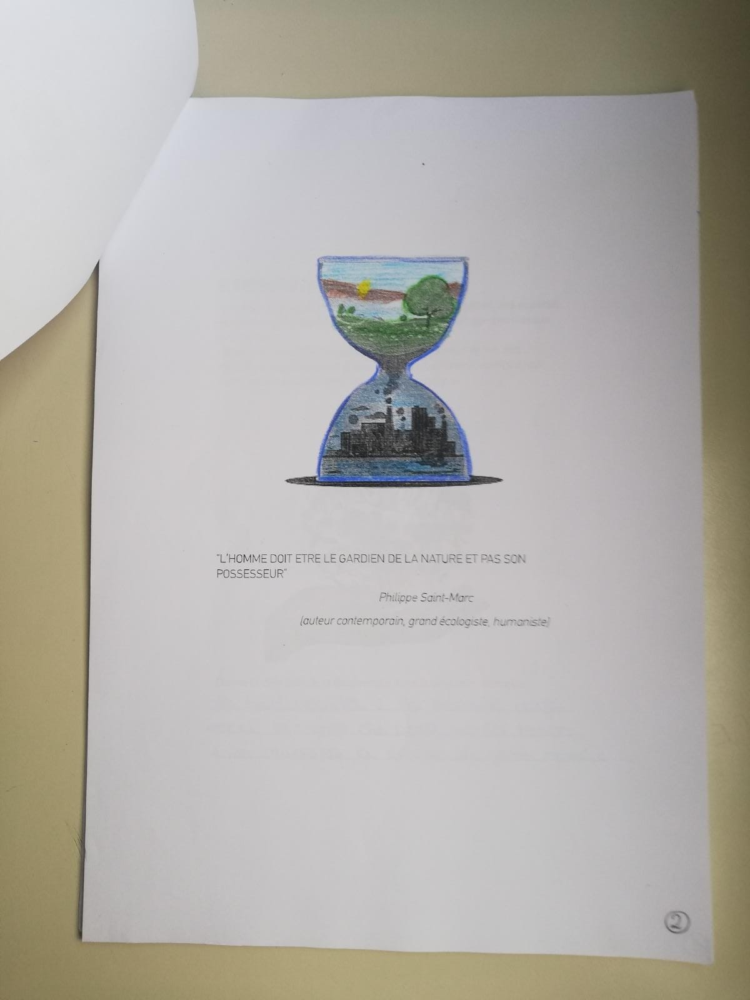 "L'HOMME DOIT ETRE LE GARDIEN DE LA NATURE ET PAS SON
POSSESSEUR"
Philippe Saint-Marc
(auteur contemporain, grand écologiste, humaniste)
2